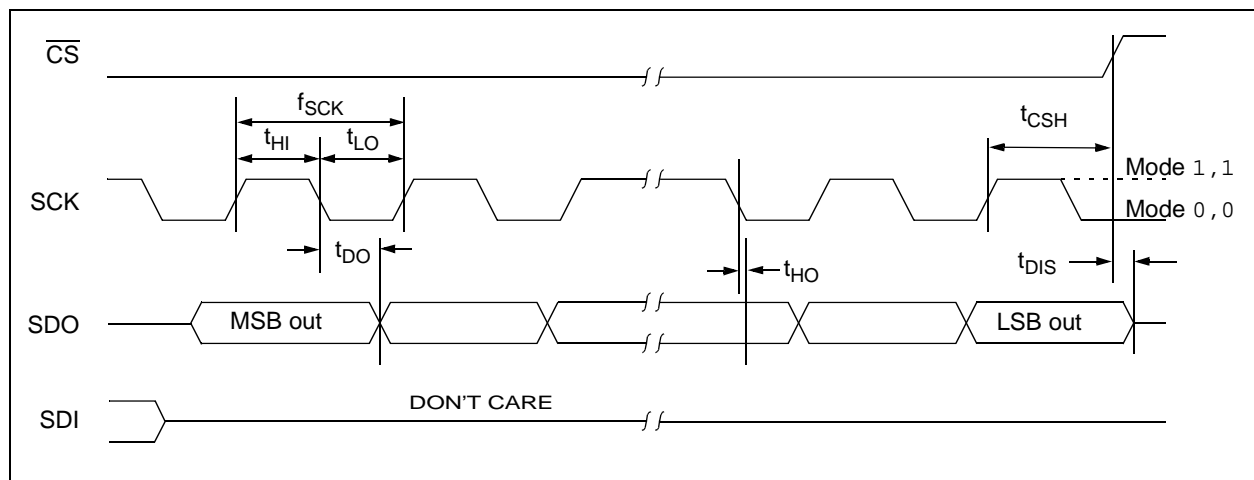 CS
fSCK
tHI
tLO
tCSH
SCK
Mode 1,1
Mode 0,0
tDO
tHO
tDIS
SDO
MSB out
LSB out
SDI
DON'T CARE